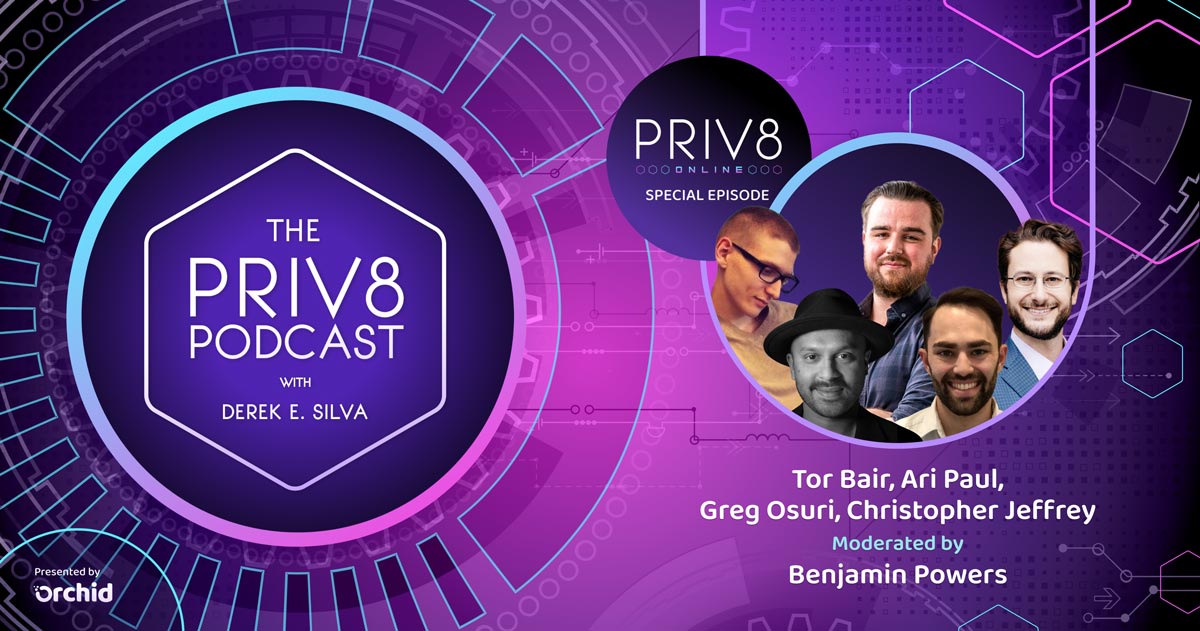 THE
PRIV8
PODCAST
WITH
DEREK E. SILVA
PRIV8
ONLINE
SPECIAL EPISODE
Tor Bair, Ari Paul,
Greg Osuri, Christopher Jeffrey
Moderated by
Benjamin Powers
Presented by
orchid